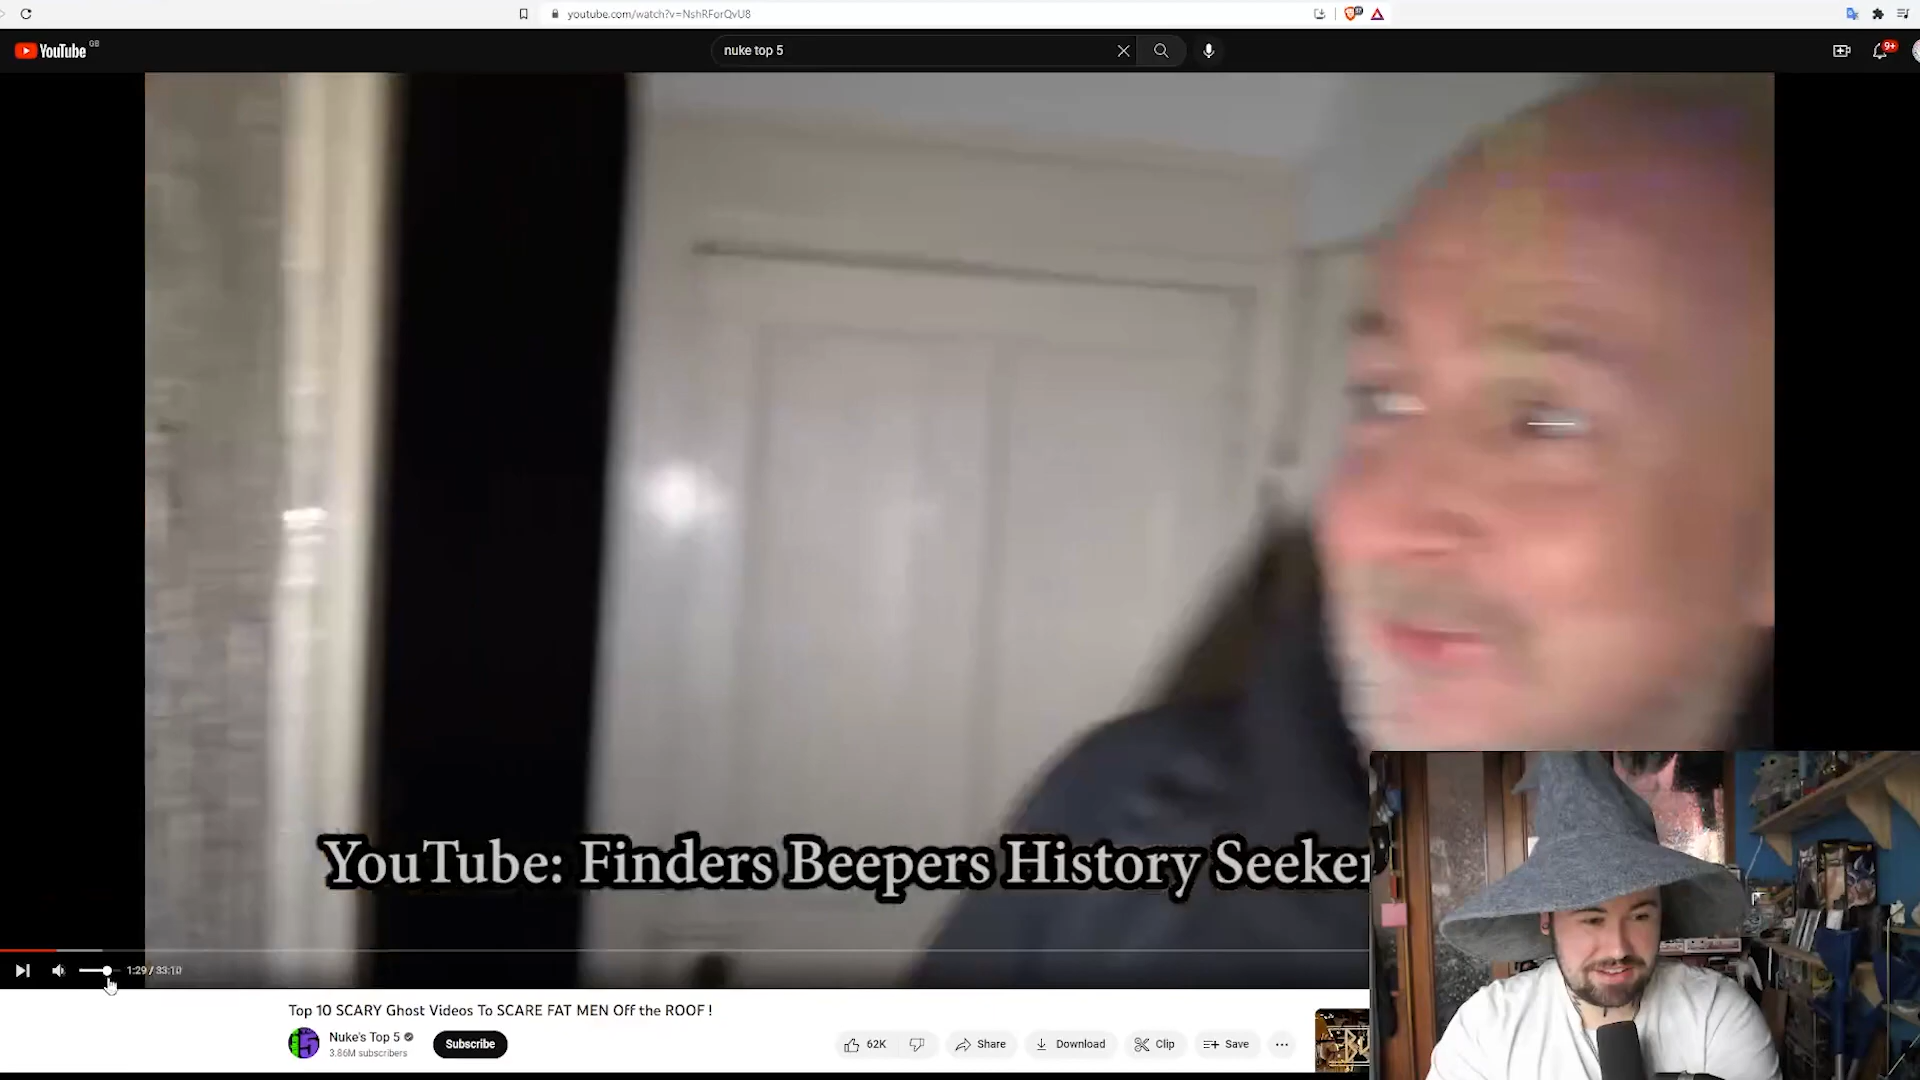 youtube.com/watch?v=NshRForQvU8
YouTube GB
nuke top 5
9+
YouTube: Finders Beepers History Seeker
1:29 / 33:10
Top 10 SCARY Ghost Videos To SCARE FAT MEN Off the ROOF !
Nuke's Top 5
3.86M subscribers
Subscribe
62K
Share
Download
Clip
Save